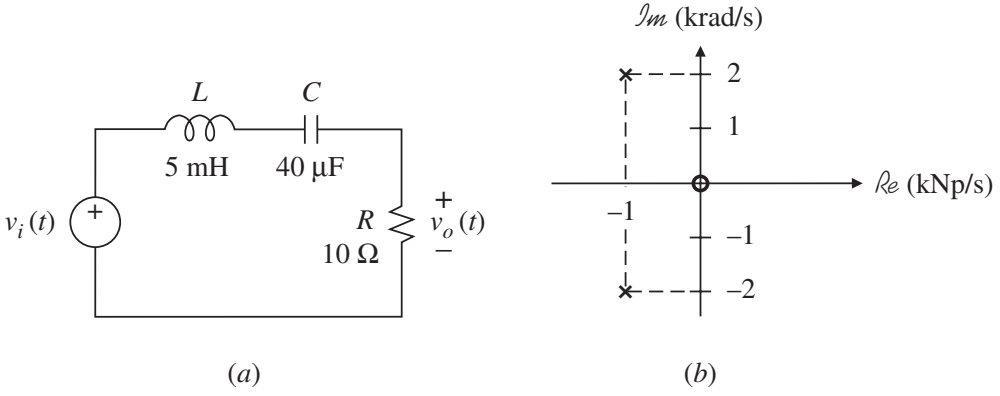 L
C
5 mH
40 μF
v_i (t)
+
R
10 Ω
+
v_o (t)
−
(a)
Im (krad/s)
2
1
Re (kNp/s)
−1
−1
−2
(b)